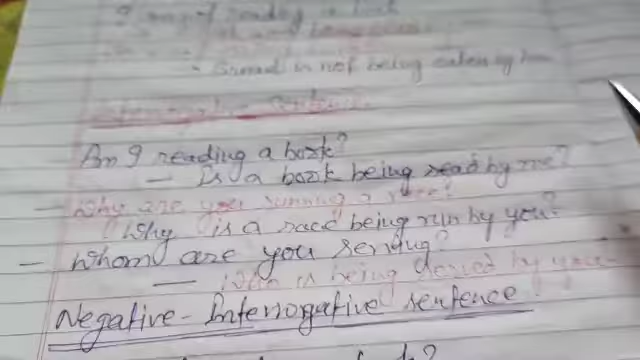 - Bread is not being eaten by him
Interrogative Sentence
Am I reading a book?
- Is a book being read by me?
- Why are you running a race?
Why is a race being run by you?
- Whom are you serving?
- Who is being served by you
Negative-Interrogative sentence